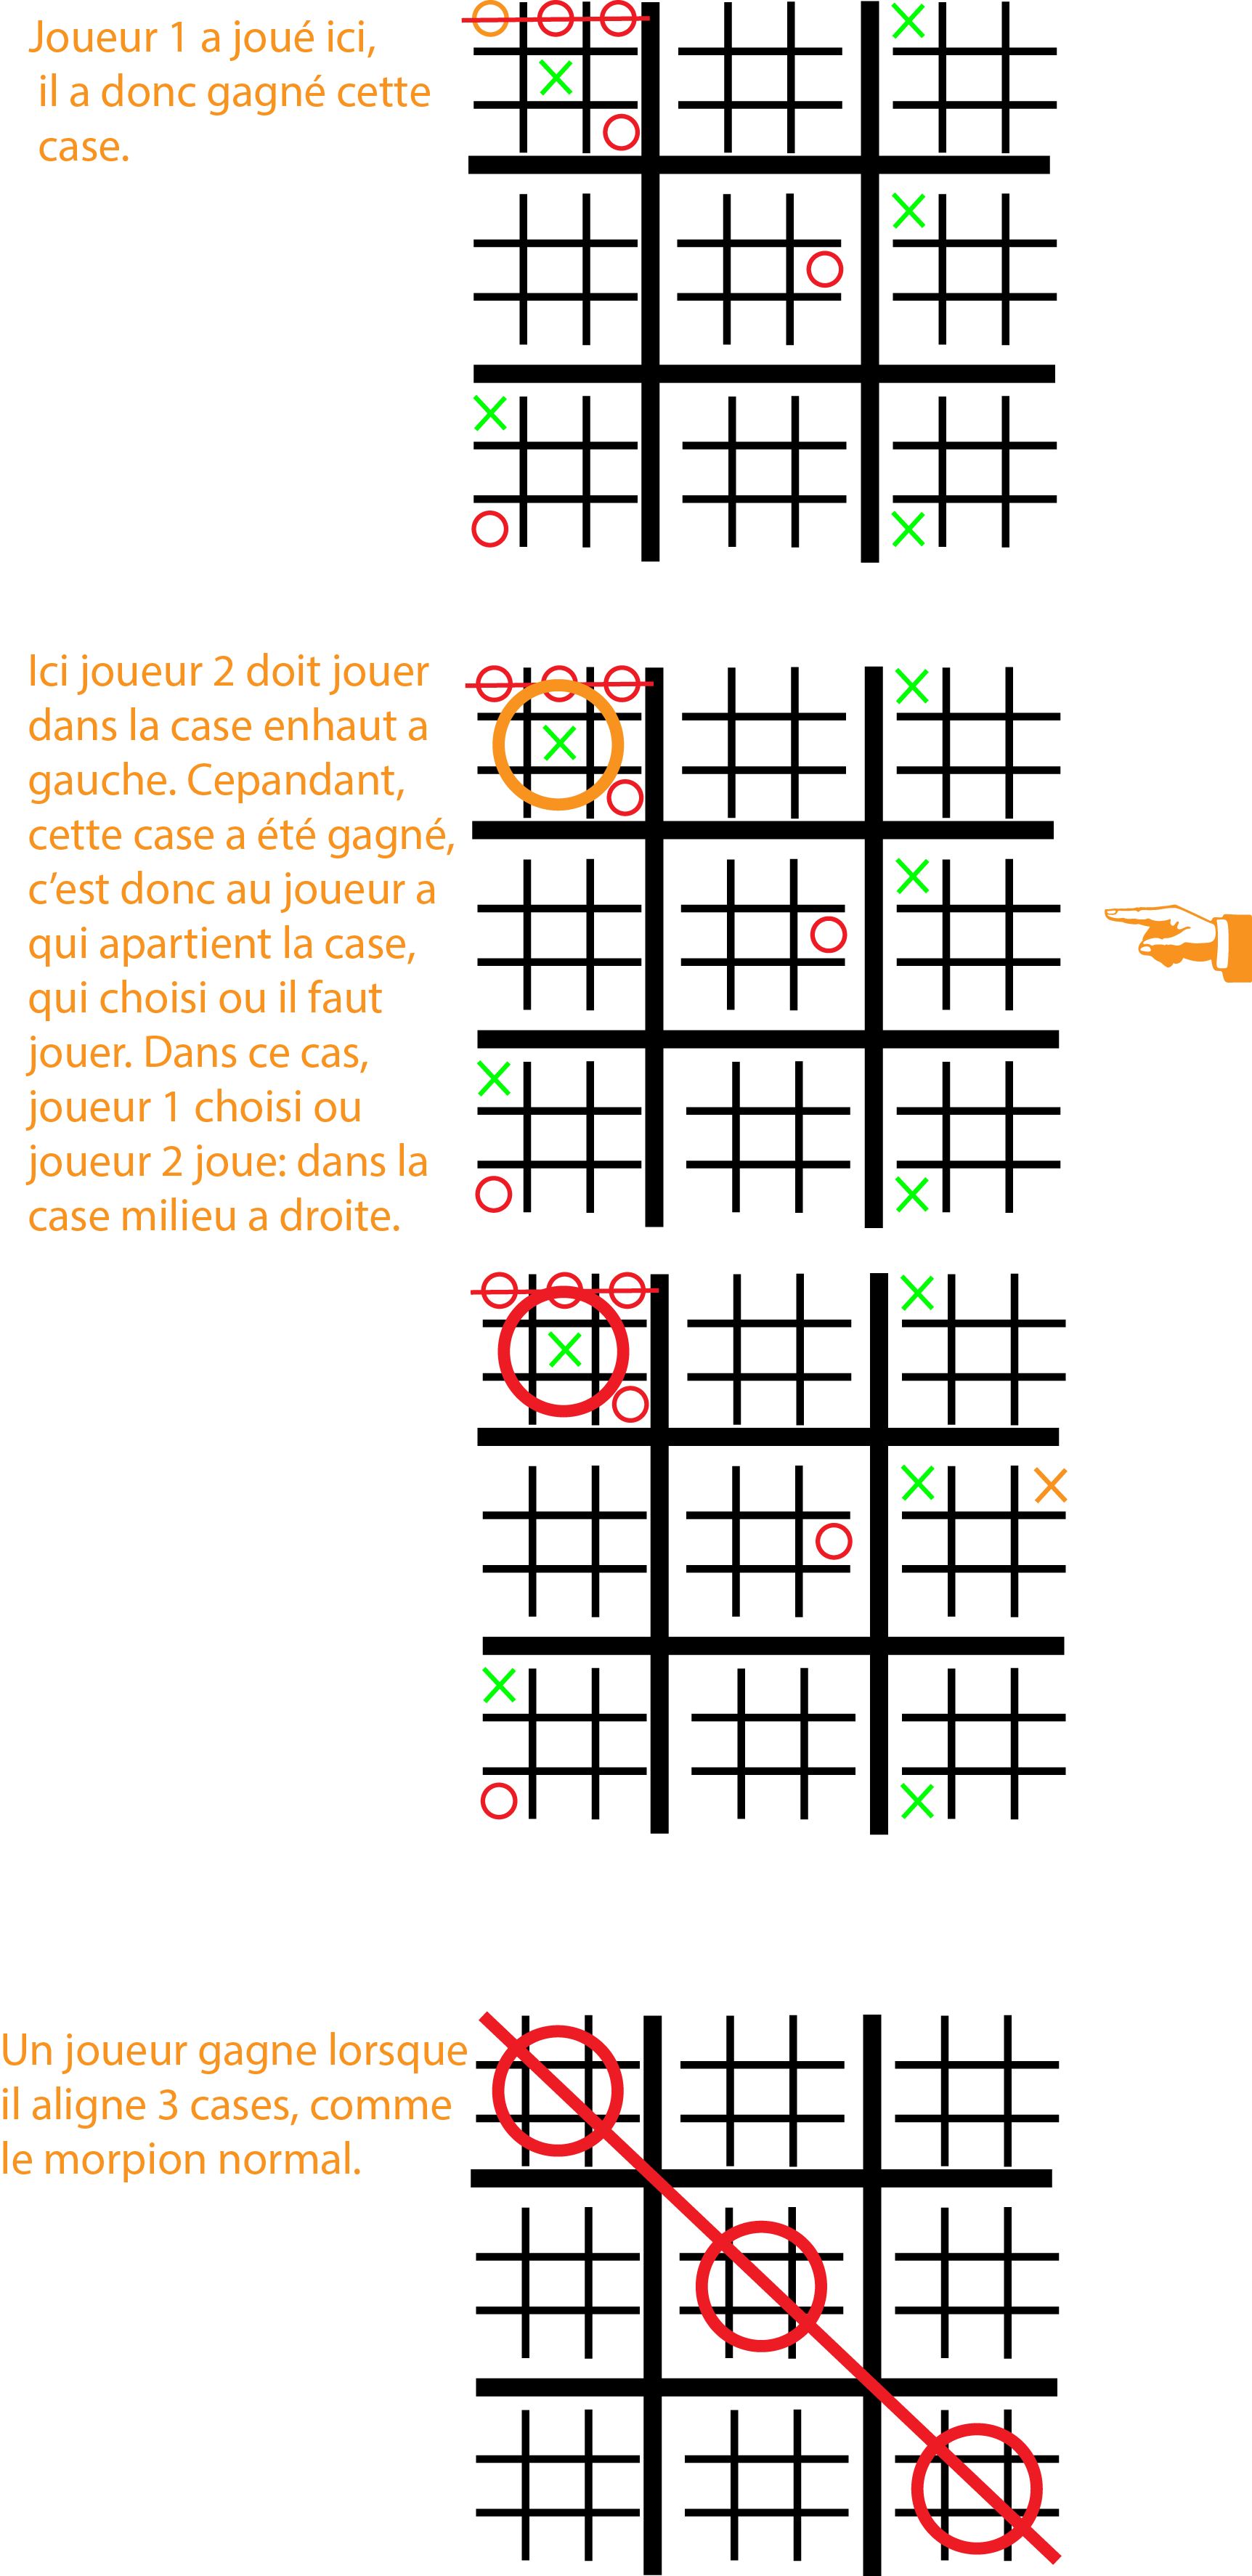 Joueur 1 a joué ici,
il a donc gagné cette
case.
Ici joueur 2 doit jouer
dans la case enhaut a
gauche. Cepandant,
cette case a été gagné,
c’est donc au joueur a
qui apartient la case,
qui choisi ou il faut
jouer. Dans ce cas,
joueur 1 choisi ou
joueur 2 joue: dans la
case milieu a droite.
Un joueur gagne lorsque
il aligne 3 cases, comme
le morpion normal.